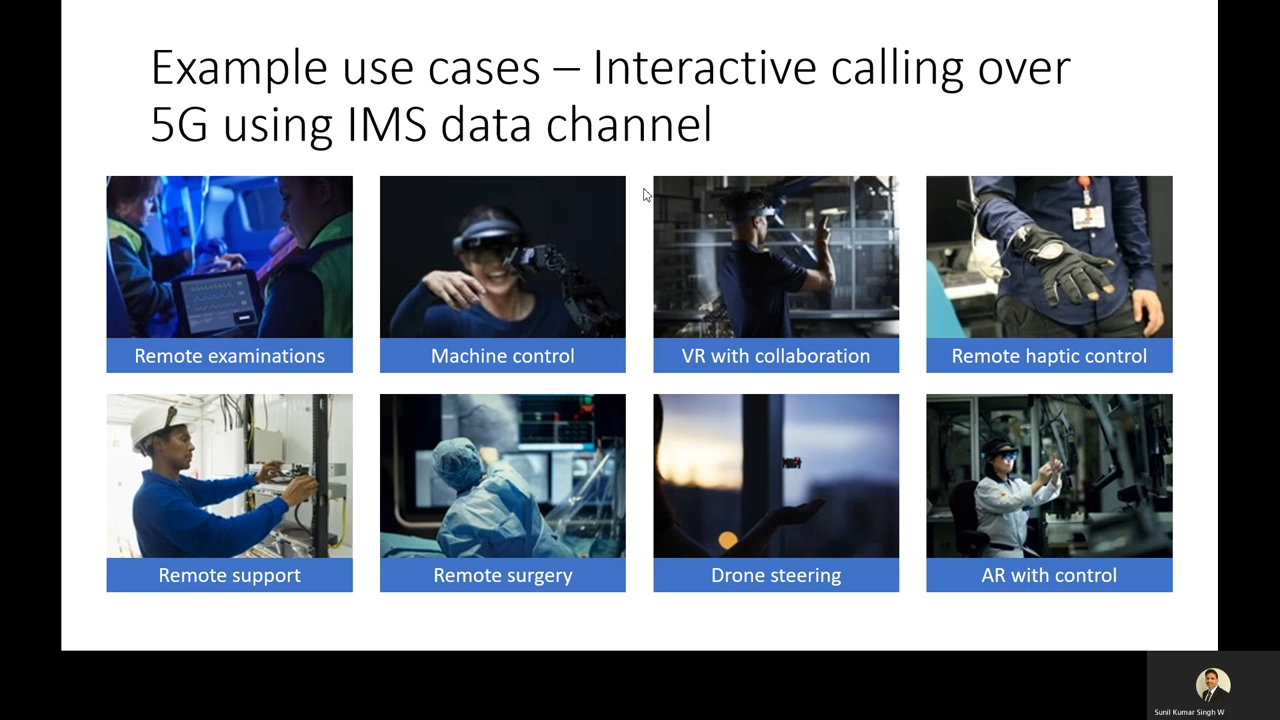 Example use cases – Interactive calling over
5G using IMS data channel
Remote examinations
Machine control
VR with collaboration
Remote haptic control
Remote support
Remote surgery
Drone steering
AR with control
Sunil Kumar Singh W